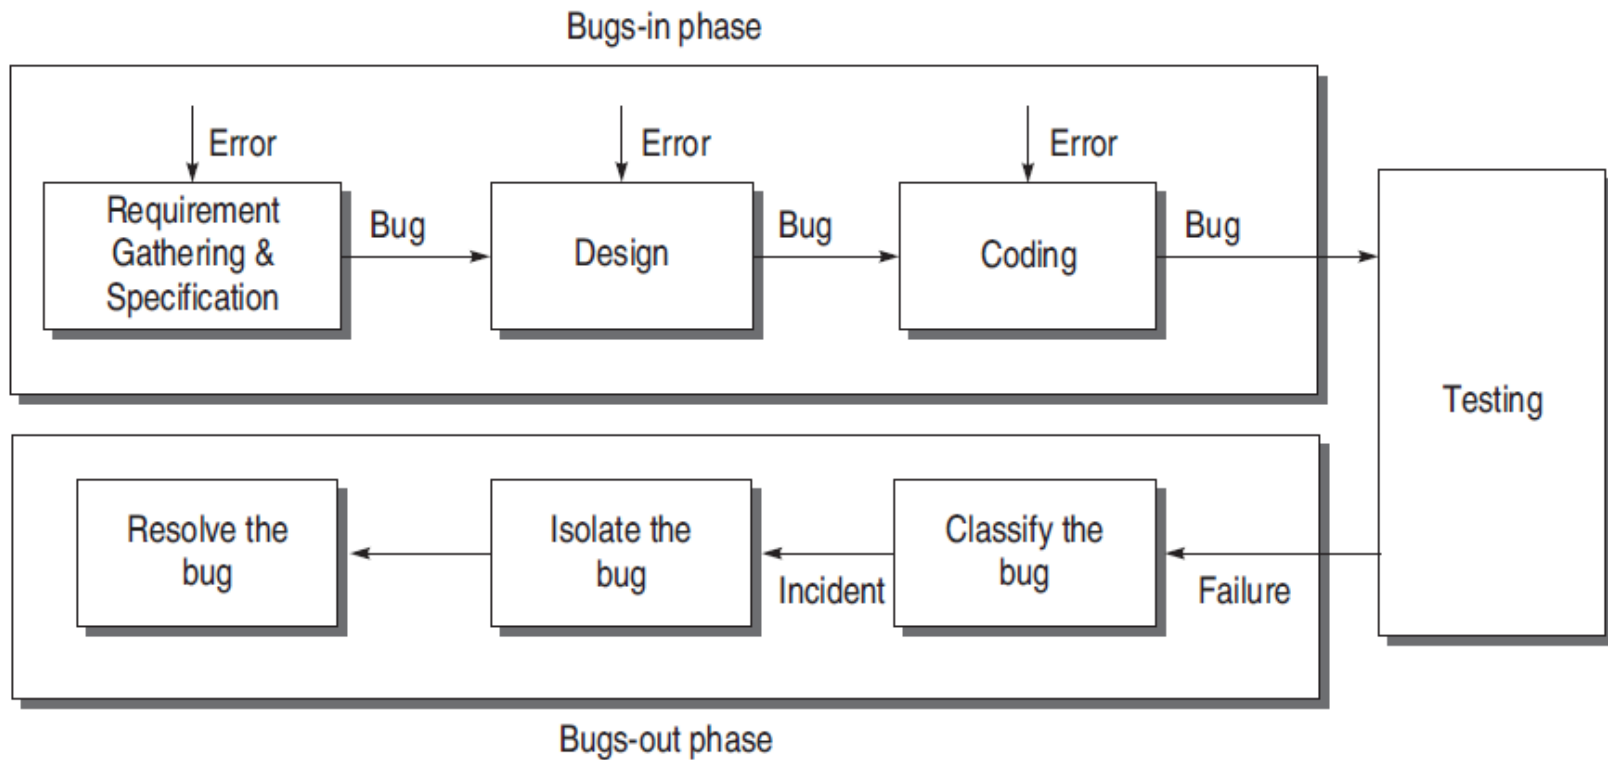 Bugs-in phase
Error
Error
Error
Requirement
Gathering &
Specification
Bug
Design
Bug
Coding
Bug
Testing
Resolve the
bug
Isolate the
bug
Incident
Classify the
bug
Failure
Bugs-out phase